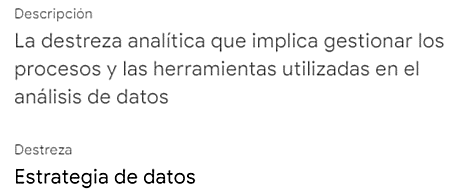 Descripción
La destreza analítica que implica gestionar los
procesos y las herramientas utilizadas en el
análisis de datos
Destreza
Estrategia de datos